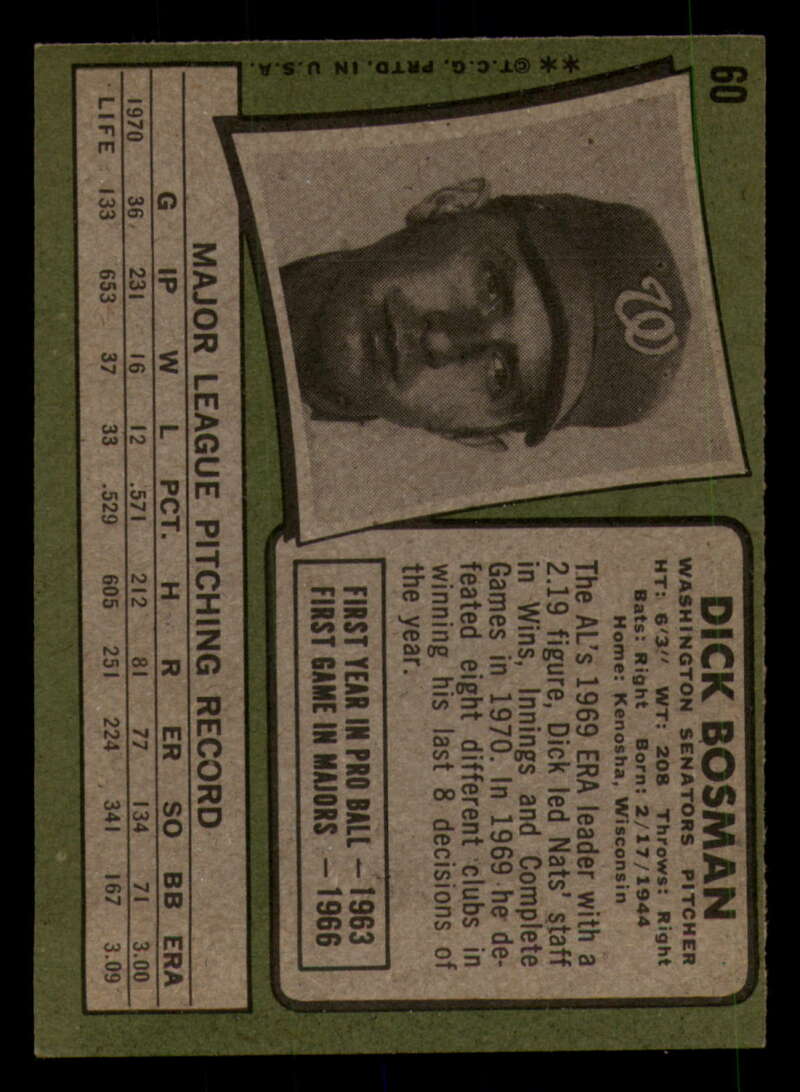 60
**©T.C.G. PRTD. IN U.S.A.
W
DICK BOSMAN
WASHINGTON SENATORS PITCHER
HT: 6'3" WT: 208 Throws: Right
Bats: Right Born: 2/17/1944
Home: Kenosha, Wisconsin
The AL's 1969 ERA leader with a
2.19 figure, Dick led Nats' staff
in Wins, Innings and Complete
Games in 1970. In 1969 he de-
feated eight different clubs in
winning his last 8 decisions of
the year.
FIRST YEAR IN PRO BALL — 1963
FIRST GAME IN MAJORS — 1966
MAJOR LEAGUE PITCHING RECORD
G IP W L PCT. H R ER SO BB ERA
1970 36 231 16 12 .571 212 81 77 134 71 3.00
LIFE 133 653 37 33 .529 605 251 224 341 167 3.09